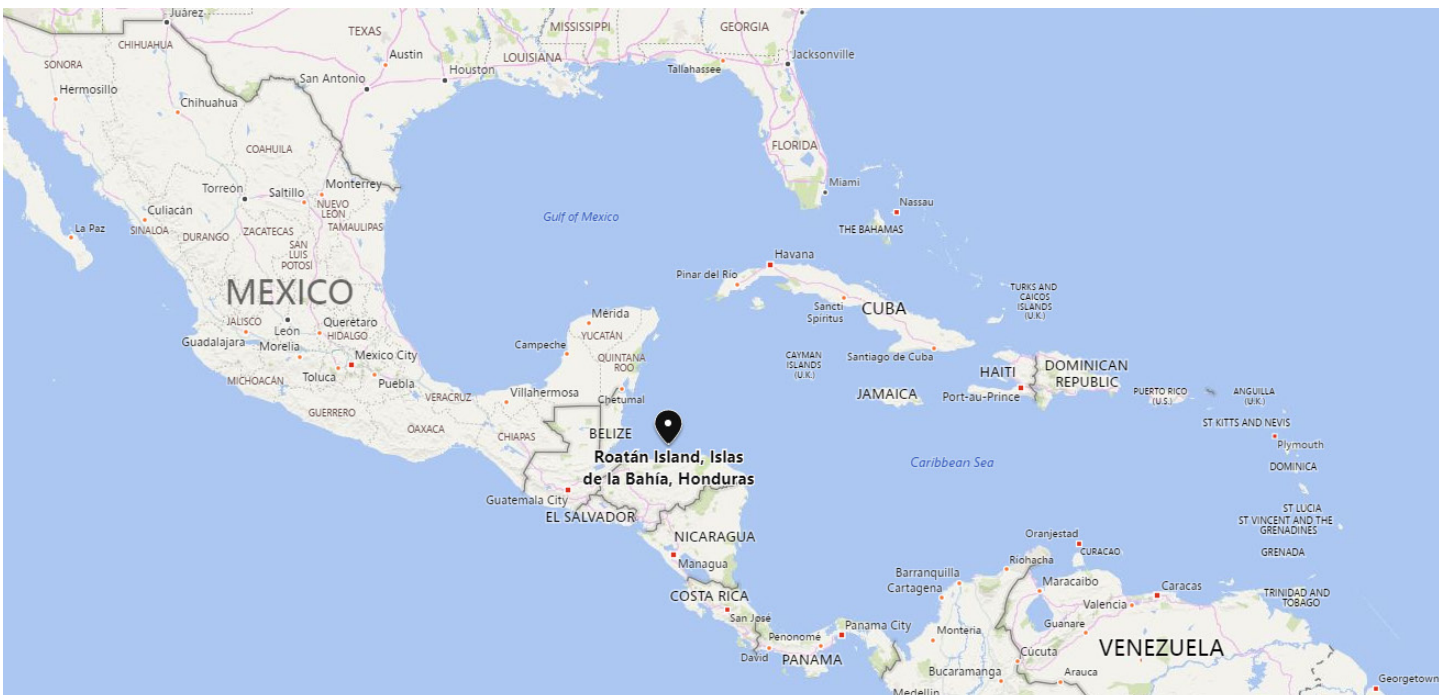 Juárez
TEXAS
MISSISSIPPI
GEORGIA
CHIHUAHUA
Austin
LOUISIANA
Jacksonville
SONORA
Houston
Tallahassee
San Antonio
Hermosillo
Chihuahua
COAHUILA
FLORIDA
Torreón
Saltillo
Monterrey
Miami
Culiacán
NUEVO
LEÓN
Nassau
La Paz
SINALOA
DURANGO
ZACATECAS
TAMAULIPAS
Gulf of Mexico
THE BAHAMAS
SAN
LUIS
POTOSÍ
Havana
Pinar del Río
MEXICO
TURKS AND
CAICOS
ISLANDS
(U.K.)
Sancti
Spíritus
CUBA
JALISCO
León
Querétaro
Mérida
HIDALGO
YUCATÁN
Guadalajara
Morelia
Mexico City
Campeche
QUINTANA
ROO
CAYMAN
ISLANDS
(U.K.)
Santiago de Cuba
HAITI
DOMINICAN
REPUBLIC
MICHOACÁN
Toluca
Puebla
VERACRUZ
Villahermosa
Chetumal
JAMAICA
Port-au-Prince
PUERTO RICO
(U.S.)
ANGUILLA
(U.K.)
GUERRERO
OAXACA
CHIAPAS
BELIZE
ST KITTS AND NEVIS
Plymouth
Roatán Island, Islas
de la Bahía, Honduras
Caribbean Sea
DOMINICA
Guatemala City
EL SALVADOR
ST LUCIA
ST VINCENT AND THE
GRENADINES
NICARAGUA
Oranjestad
CURACAO
GRENADA
Managua
Riohacha
Barranquilla
Cartagena
Maracaibo
Caracas
TRINIDAD AND
TOBAGO
COSTA RICA
San José
Valencia
Penonomé
Panama City
Montería
Guanare
David
PANAMA
Cúcuta
VENEZUELA
Bucaramanga
Arauca
Georgetown
Medellín